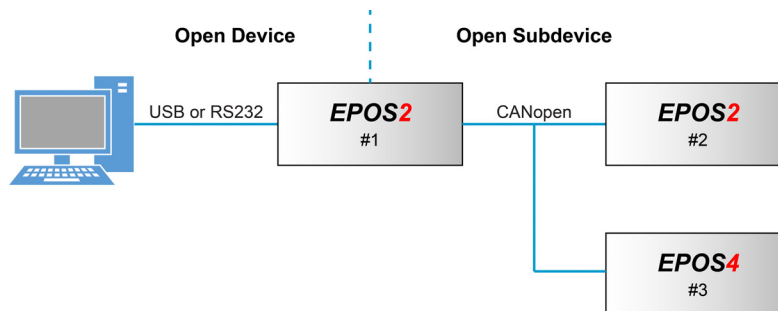 Open Device
Open Subdevice
USB or RS232
EPOS2
#1
CANopen
EPOS2
#2
EPOS4
#3